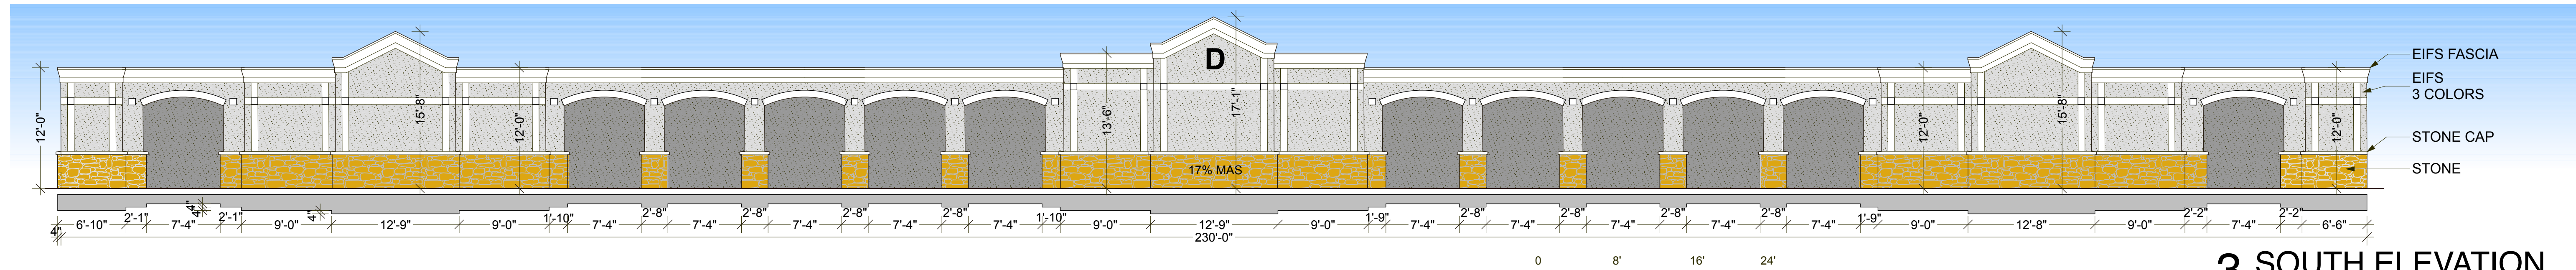 D
EIFS FASCIA
EIFS
3 COLORS
STONE CAP
STONE
12'-0"
15'-8"
12'-0"
13'-6"
17'-1"
12'-0"
15'-8"
12'-0"
17% MAS
6'-10" 2'-1" 7'-4" 4" 4" 2'-1" 9'-0" 4" 12'-9" 9'-0" 1'-10" 7'-4" 2'-8" 7'-4" 2'-8" 7'-4" 2'-8" 7'-4" 2'-8" 7'-4" 1'-10" 9'-0" 12'-9" 9'-0" 1'-9" 7'-4" 2'-8" 7'-4" 2'-8" 7'-4" 2'-8" 7'-4" 2'-8" 7'-4" 1'-9" 9'-0" 12'-8" 9'-0" 2'-2" 7'-4" 2'-2" 6'-6"
4" 230'-0"
0 8' 16' 24'
3 SOUTH ELEVATION